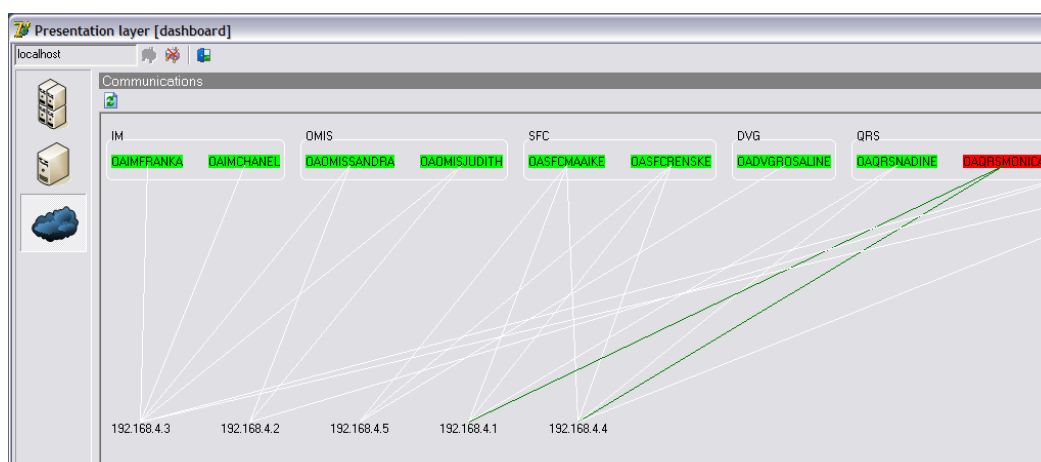 Presentation layer [dashboard]
localhost
Communications
IM OMIS SFC DVG QRS
OAIMFRANKA OAIMCHANEL OAOMISSANDRA OAOMISJUDITH OASFCMAAIKE OASFCRENSKE OADVGROSALINE OAQRSNADINE OAQRSMONICA
192.168.4.3 192.168.4.2 192.168.4.5 192.168.4.1 192.168.4.4